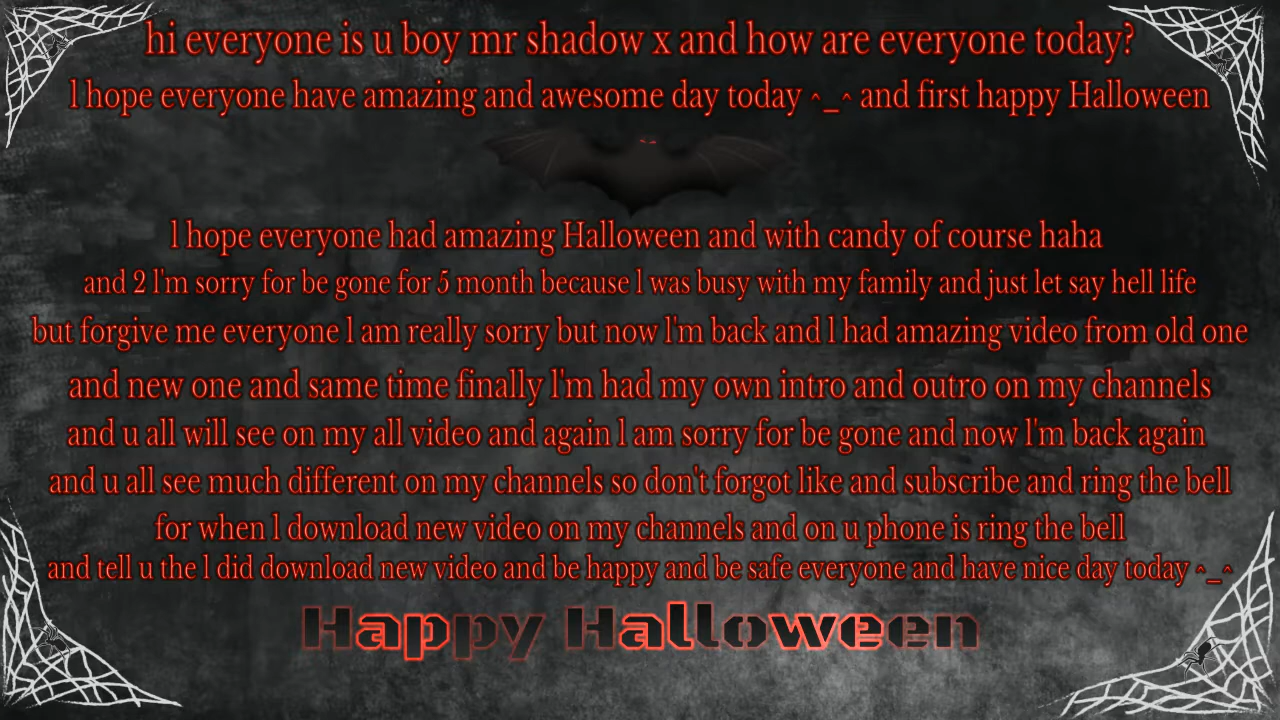 hi everyone is u boy mr shadow x and how are everyone today?
l hope everyone have amazing and awesome day today ^_^ and first happy Halloween
l hope everyone had amazing Halloween and with candy of course haha
and 2 l'm sorry for be gone for 5 month because l was busy with my family and just let say hell life
but forgive me everyone l am really sorry but now l'm back and l had amazing video from old one
and new one and same time finally l'm had my own intro and outro on my channels
and u all will see on my all video and again l am sorry for be gone and now l'm back again
and u all see much different on my channels so don't forgot like and subscribe and ring the bell
for when l download new video on my channels and on u phone is ring the bell
and tell u the l did download new video and be happy and be safe everyone and have nice day today ^_^
Happy Halloween